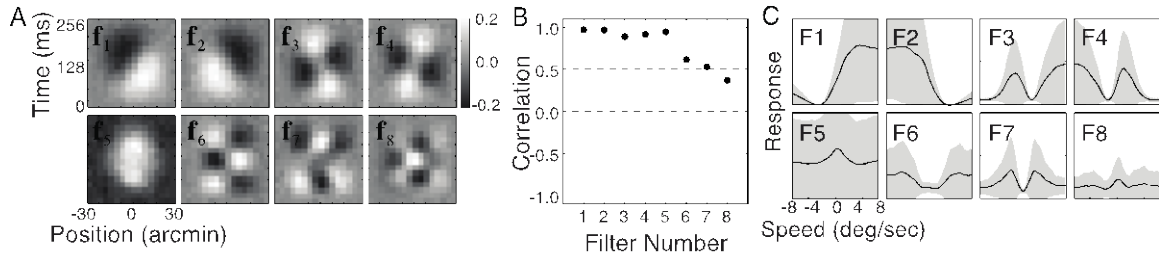 A
B
C
Time (ms)
256
128
0
f1
f2
f3
f4
f5
f6
f7
f8
0.2
0.0
-0.2
-30
0
30
Position (arcmin)
Correlation
1.0
0.5
0.0
-0.5
-1.0
1 2 3 4 5 6 7 8
Filter Number
Response
F1
F2
F3
F4
F5
F6
F7
F8
-8 -4 0 4 8
Speed (deg/sec)